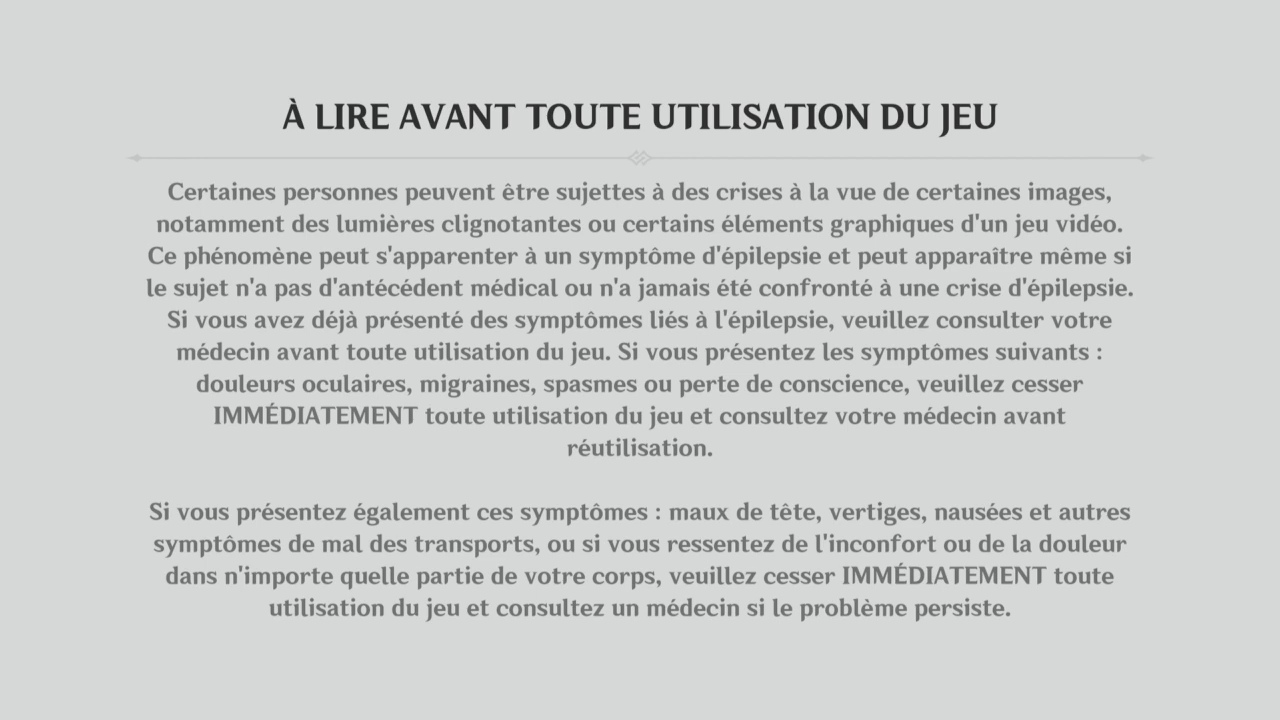 À LIRE AVANT TOUTE UTILISATION DU JEU
Certaines personnes peuvent être sujettes à des crises à la vue de certaines images,
notamment des lumières clignotantes ou certains éléments graphiques d'un jeu vidéo.
Ce phénomène peut s'apparenter à un symptôme d'épilepsie et peut apparaître même si
le sujet n'a pas d'antécédent médical ou n'a jamais été confronté à une crise d'épilepsie.
Si vous avez déjà présenté des symptômes liés à l'épilepsie, veuillez consulter votre
médecin avant toute utilisation du jeu. Si vous présentez les symptômes suivants :
douleurs oculaires, migraines, spasmes ou perte de conscience, veuillez cesser
IMMÉDIATEMENT toute utilisation du jeu et consultez votre médecin avant
réutilisation.
Si vous présentez également ces symptômes : maux de tête, vertiges, nausées et autres
symptômes de mal des transports, ou si vous ressentez de l'inconfort ou de la douleur
dans n'importe quelle partie de votre corps, veuillez cesser IMMÉDIATEMENT toute
utilisation du jeu et consultez un médecin si le problème persiste.